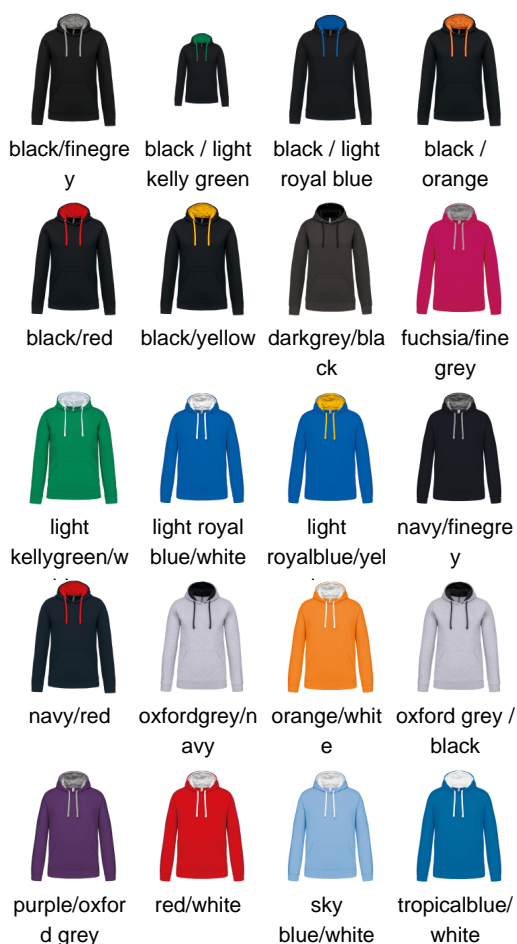 black/finegre
y
black / light
kelly green
black / light
royal blue
black /
orange
black/red
black/yellow
darkgrey/bla
ck
fuchsia/fine
grey
light
kellygreen/w
light royal
blue/white
light
royalblue/yel
navy/finegre
y
navy/red
oxfordgrey/n
avy
orange/whit
e
oxford grey /
black
purple/oxfor
d grey
red/white
sky
blue/white
tropicalblue/
white